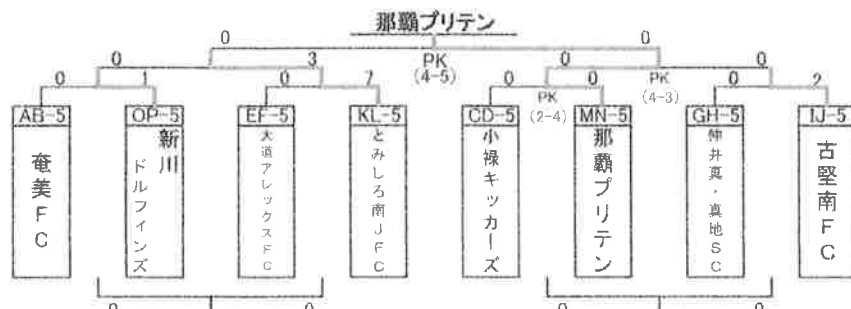 那覇プリテン
0 0
PK
(4-5)
0 3 0 0
PK
(4-3)
0 1 0 7 0 0 0 2
PK
(2-4)
AB-5 OP-5 EF-5 KL-5 CD-5 MN-5 GH-5 IJ-5
奄美FC
新川
ドルフィンズ
大道アレックスFC
とみしろ南JFC
小禄キッカーズ
那覇プリテン
仲井真・真地SC
古堅南FC
0 0 0 0